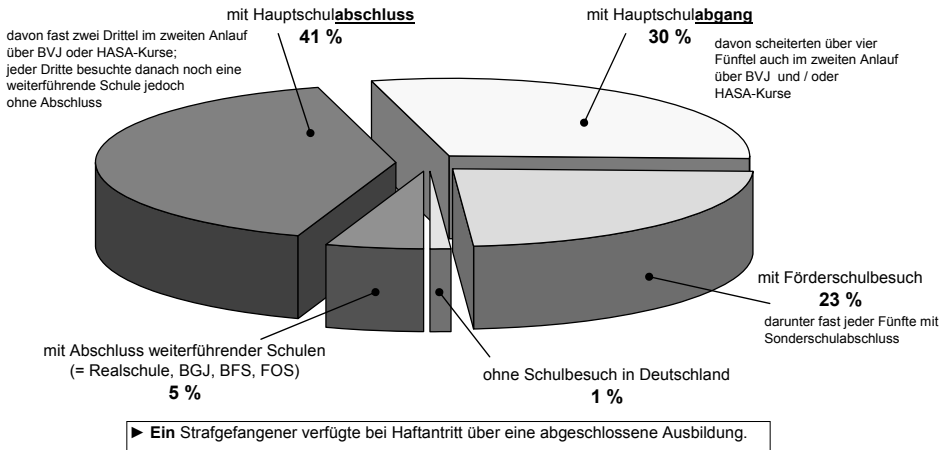 mit Hauptschulabschluss
41 %
davon fast zwei Drittel im zweiten Anlauf
über BVJ oder HASA-Kurse;
jeder Dritte besuchte danach noch eine
weiterführende Schule jedoch
ohne Abschluss
mit Hauptschulabgang
30 %
davon scheiterten über vier
Fünftel auch im zweiten Anlauf
über BVJ und / oder
HASA-Kurse
mit Förderschulbesuch
23 %
darunter fast jeder Fünfte mit
Sonderschulabschluss
mit Abschluss weiterführender Schulen
(= Realschule, BGJ, BFS, FOS)
5 %
ohne Schulbesuch in Deutschland
1 %
► Ein Strafgefangener verfügte bei Haftantritt über eine abgeschlossene Ausbildung.